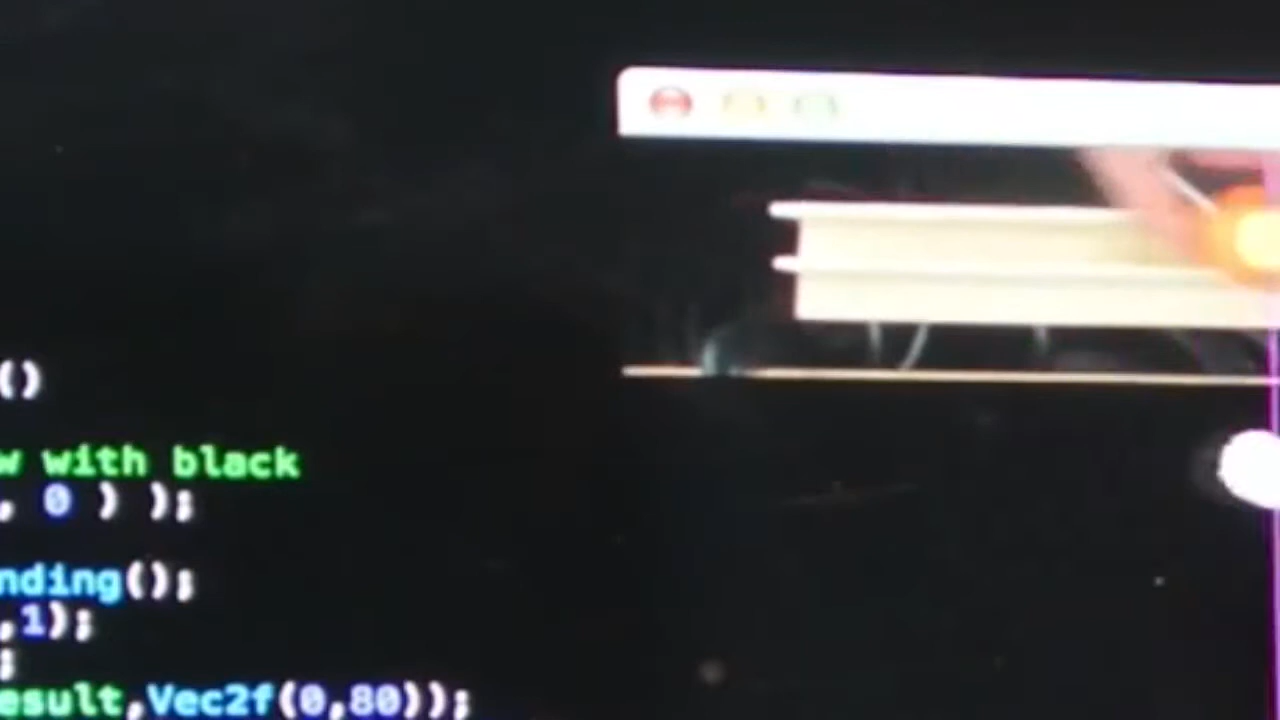 ()
w with black
, 0 ) );
nding();
,1);
;
esult,Vec2f(0,80));